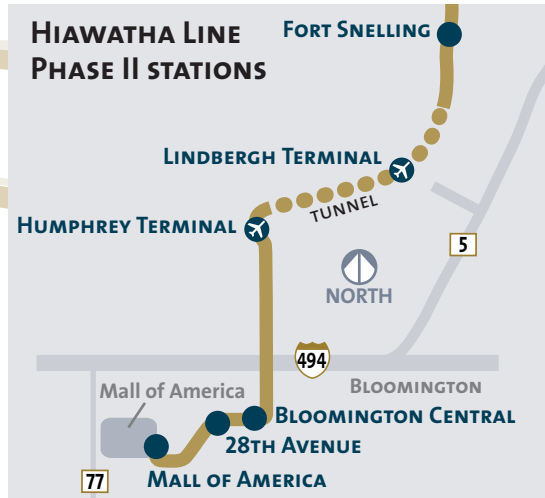 Hiawatha Line
Phase II stations
Fort Snelling
Lindbergh Terminal
TUNNEL
Humphrey Terminal
5
NORTH
494
Mall of America
Bloomington
Bloomington Central
28th Avenue
77
Mall of America